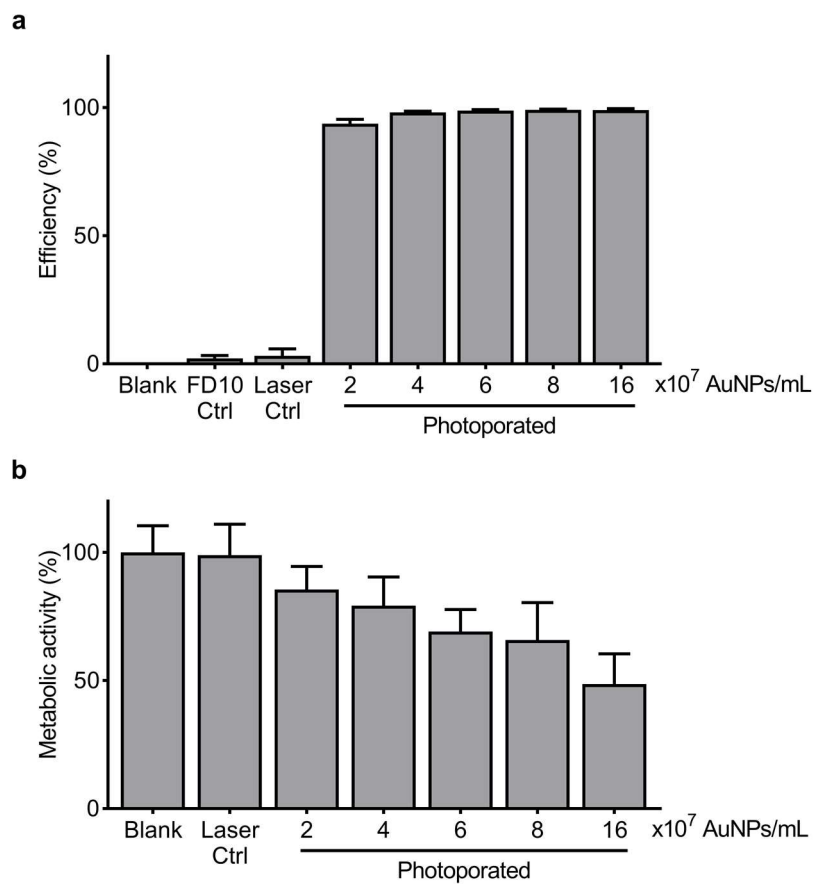 a
Efficiency (%)
100
50
0
Blank FD10 Laser 2 4 6 8 16 x10⁷ AuNPs/mL
Ctrl Ctrl
Photoporated
b
Metabolic activity (%)
100
50
0
Blank Laser 2 4 6 8 16 x10⁷ AuNPs/mL
Ctrl
Photoporated